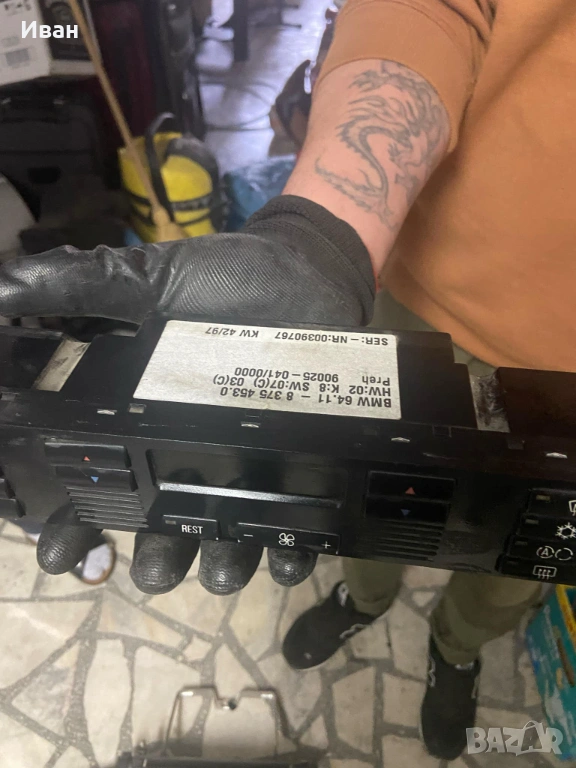 Иван
BMW 64.11 - 8 375 453.0
HW:02 K:8 SW:07(C) 03(C)
90025-041/0000
Preh
SER:-NR:00390767 KW 42/97
REST
- +
A
BAZAR